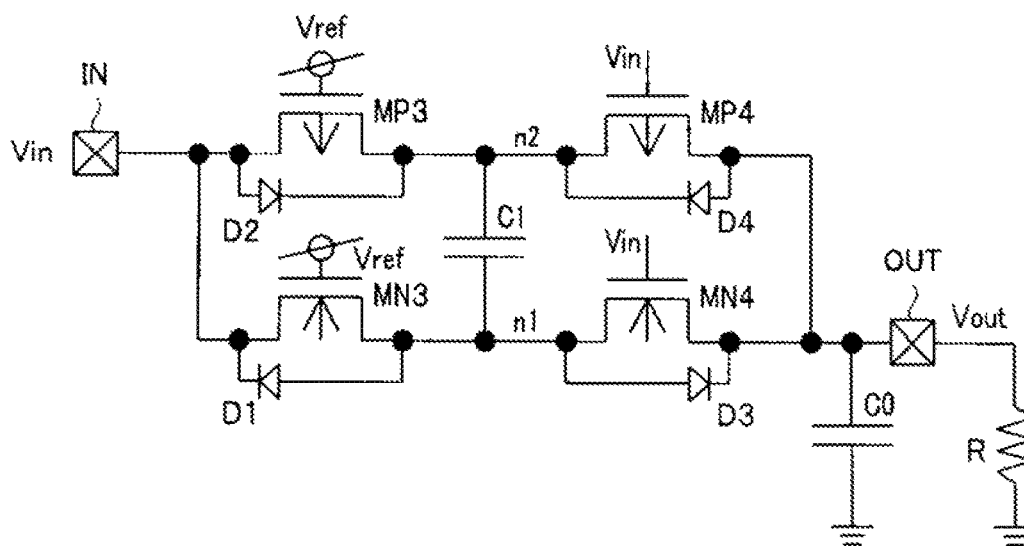 Vref
IN
MP3
Vin
MP4
Vin
n2
D2
C1
D4
Vref
MN3
Vin
MN4
OUT
n1
Vout
D1
D3
C0
R